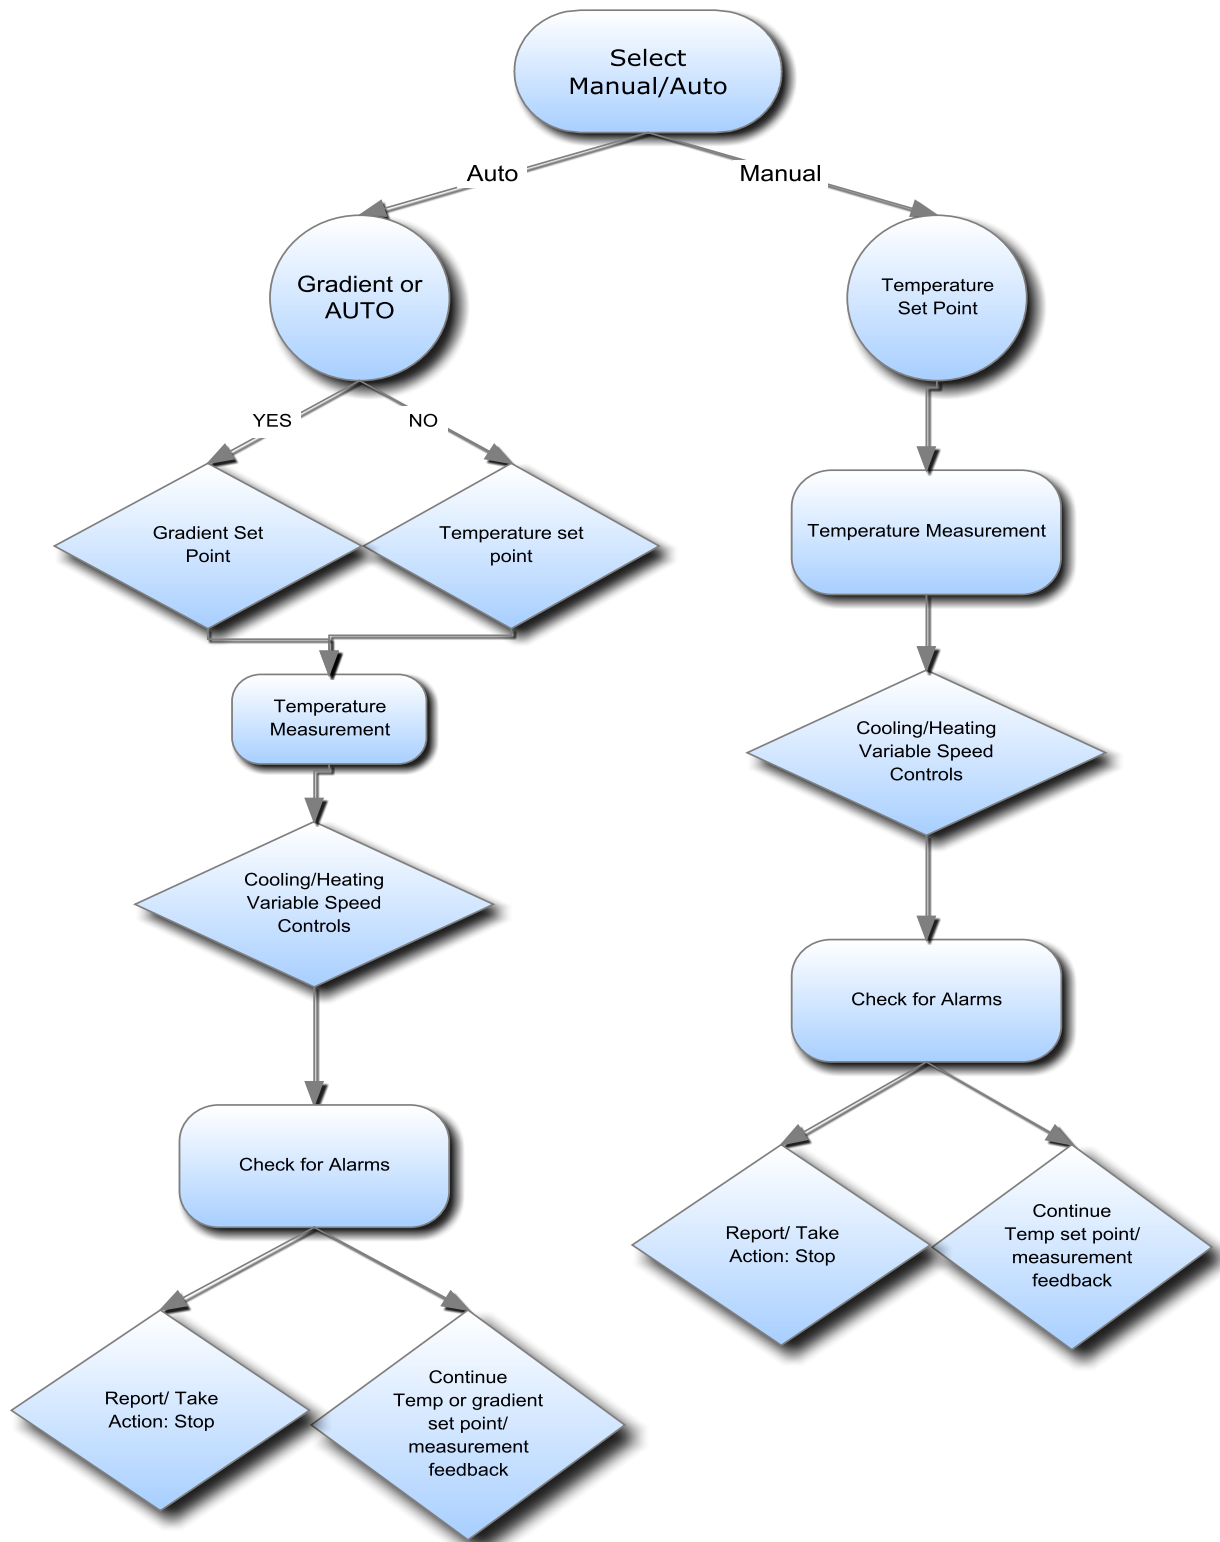 Select
Manual/Auto
Auto
Manual
Gradient or
AUTO
Temperature
Set Point
YES
NO
Gradient Set
Point
Temperature set
point
Temperature Measurement
Temperature
Measurement
Cooling/Heating
Variable Speed
Controls
Cooling/Heating
Variable Speed
Controls
Check for Alarms
Check for Alarms
Report/ Take
Action: Stop
Continue
Temp set point/
measurement
feedback
Report/ Take
Action: Stop
Continue
Temp or gradient
set point/
measurement
feedback